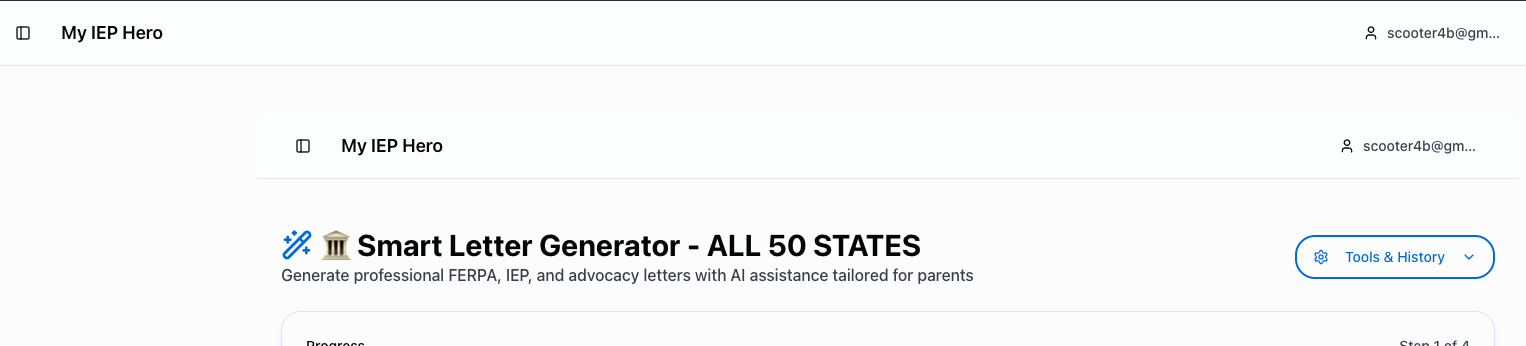 My IEP Hero
scooter4b@gm...
My IEP Hero
scooter4b@gm...
Smart Letter Generator - ALL 50 STATES
Generate professional FERPA, IEP, and advocacy letters with AI assistance tailored for parents
Tools & History
Progress
Step 1 of 4